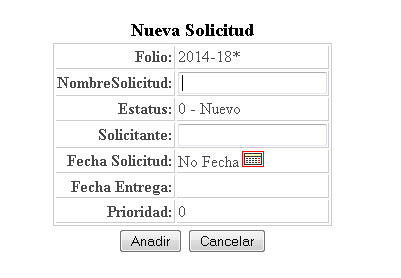 Nueva Solicitud
Folio: 2014-18*
NombreSolicitud:
Estatus: 0 - Nuevo
Solicitante:
Fecha Solicitud: No Fecha
Fecha Entrega:
Prioridad: 0
Anadir Cancelar